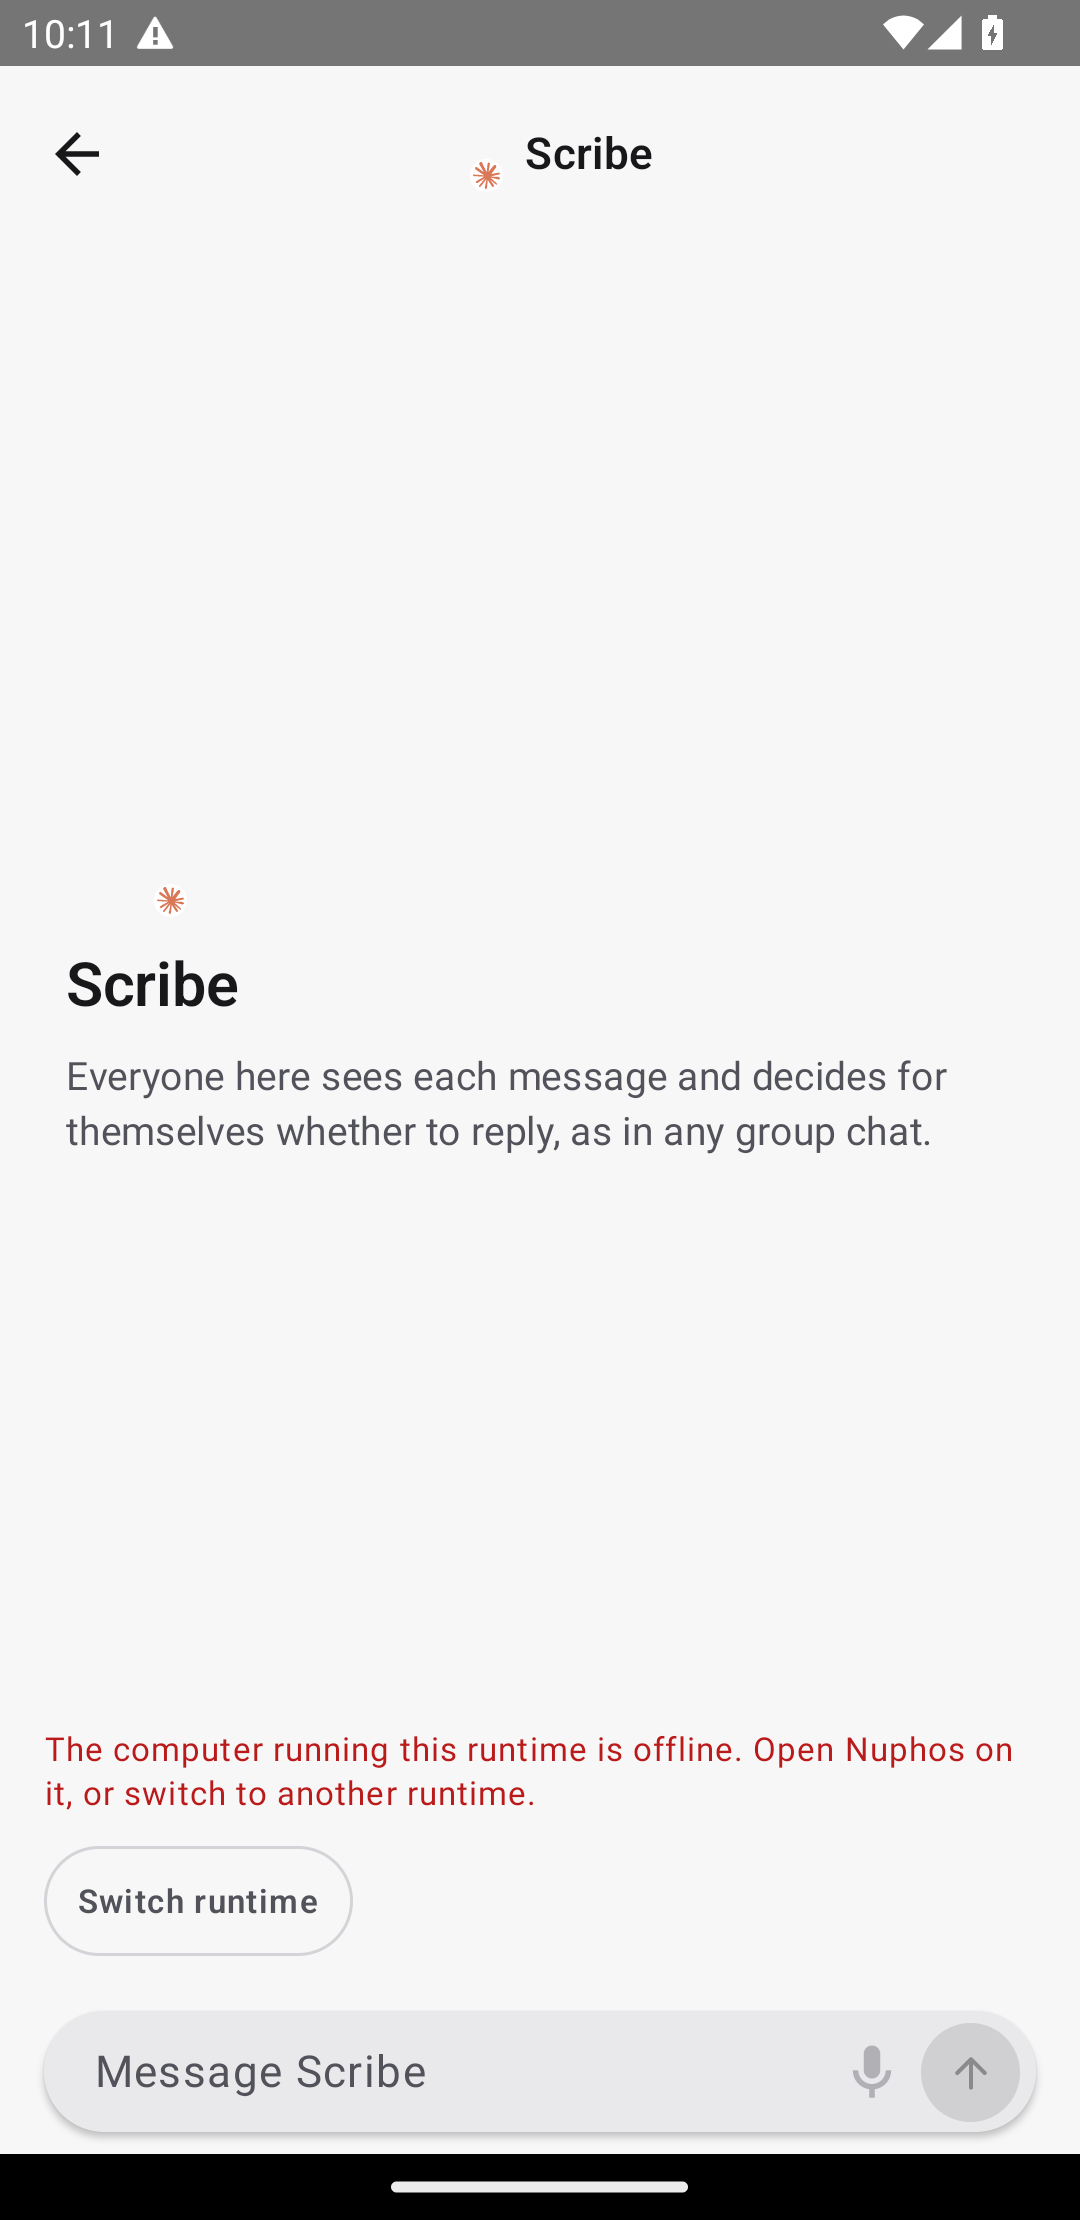 10:11
Scribe
Scribe
Everyone here sees each message and decides for
themselves whether to reply, as in any group chat.
The computer running this runtime is offline. Open Nuphos on
it, or switch to another runtime.
Switch runtime
Message Scribe